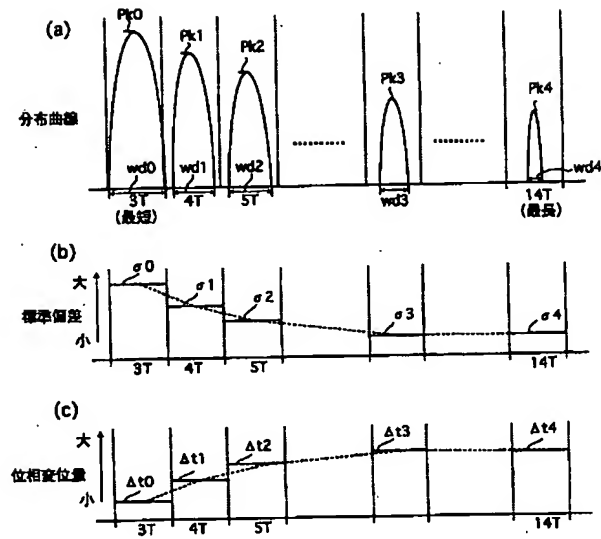 (a)
Pk0
Pk1
Pk2
Pk3
Pk4
分布曲線
wd0
wd1
wd2
wd3
wd4
3T
4T
5T
14T
(最短)
(最長)
(b)
大
σ0
σ1
σ2
σ3
σ4
標準偏差
小
3T
4T
5T
14T
(c)
大
Δt0
Δt1
Δt2
Δt3
Δt4
位相変位量
小
3T
4T
5T
14T